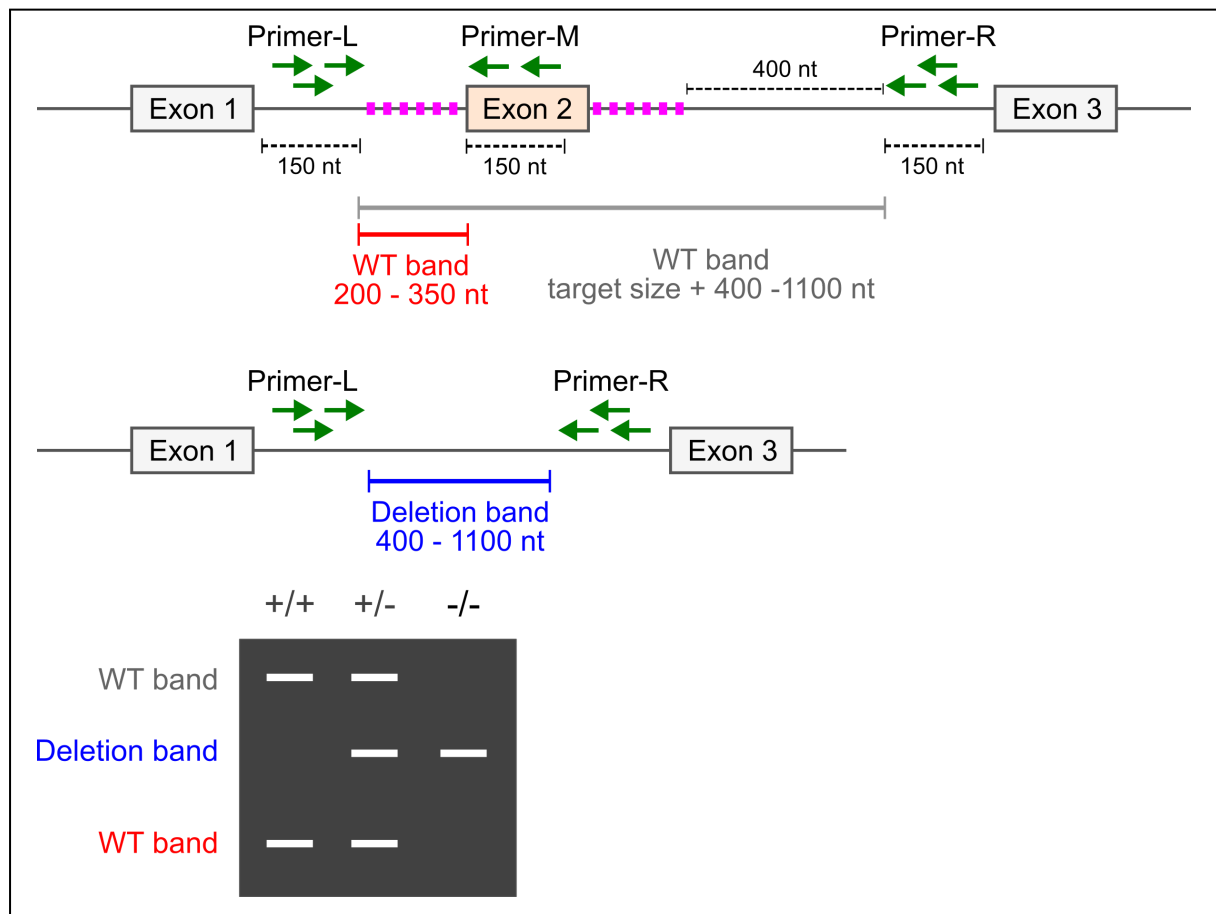 Primer-L
Primer-M
Primer-R
400 nt
Exon 1
Exon 2
Exon 3
150 nt
150 nt
150 nt
WT band
200 - 350 nt
WT band
target size + 400 -1100 nt
Primer-L
Primer-R
Exon 1
Exon 3
Deletion band
400 - 1100 nt
+/+
+/-
-/-
WT band
Deletion band
WT band